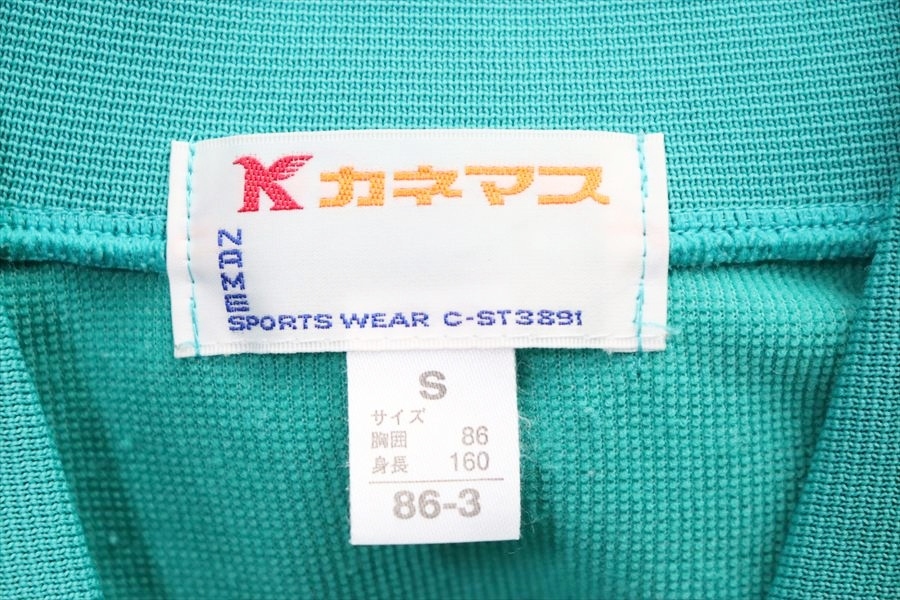 K カネマス
NAME
SPORTS WEAR C-ST3891
S
サイズ
胸囲 86
身長 160
86-3